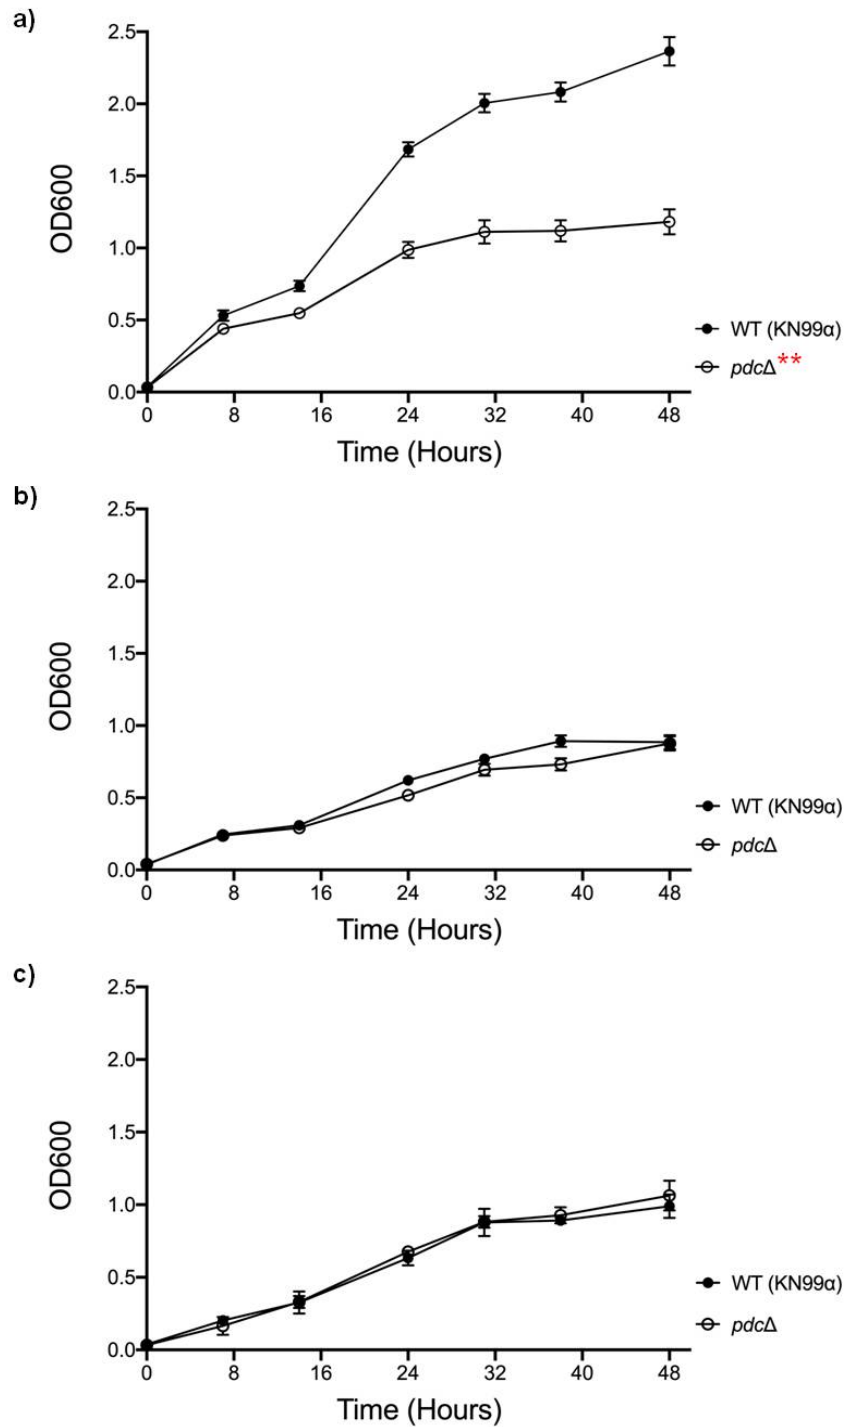 a)
2.5
2.0
1.5
1.0
0.5
0.0
OD600
0 8 16 24 32 40 48
Time (Hours)
WT (KN99α)
pdcΔ**
b)
2.5
2.0
1.5
1.0
0.5
0.0
OD600
0 8 16 24 32 40 48
Time (Hours)
WT (KN99α)
pdcΔ
c)
2.5
2.0
1.5
1.0
0.5
0.0
OD600
0 8 16 24 32 40 48
Time (Hours)
WT (KN99α)
pdcΔ